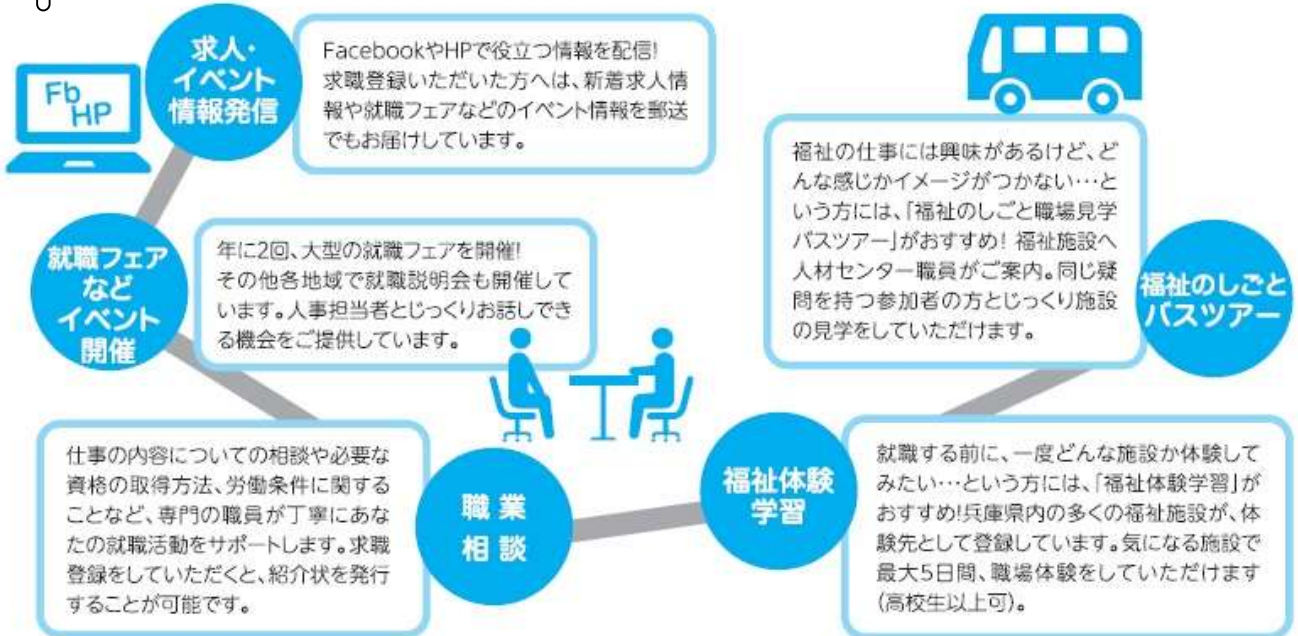 Fb
HP
求人・
イベント
情報発信
FacebookやHPで役立つ情報を配信!
求職登録いただいた方へは、新着求人情
報や就職フェアなどのイベント情報を郵送
でもお届けしています。
就職フェア
など
イベント
開催
年に2回、大型の就職フェアを開催!
その他各地域で就職説明会も開催して
います。人事担当者とじっくりお話しでき
る機会をご提供しています。
仕事の内容についての相談や必要な
資格の取得方法、労働条件に関する
ことなど、専門の職員が丁寧にあな
たの就職活動をサポートします。求職
登録をしていただくと、紹介状を発行
することが可能です。
職業
相談
福祉体験
学習
就職する前に、一度どんな施設か体験して
みたい…という方には、「福祉体験学習」が
おすすめ!兵庫県内の多くの福祉施設が、体
験先として登録しています。気になる施設で
最大5日間、職場体験をしていただけます
(高校生以上可)。
福祉の仕事には興味があるけど、ど
んな感じかイメージがつかない…と
いう方には、「福祉のしごと職場見学
バスツアー」がおすすめ! 福祉施設へ
人材センター職員がご案内。同じ疑
問を持つ参加者の方とじっくり施設
の見学をしていただけます。
福祉のしごと
バスツアー